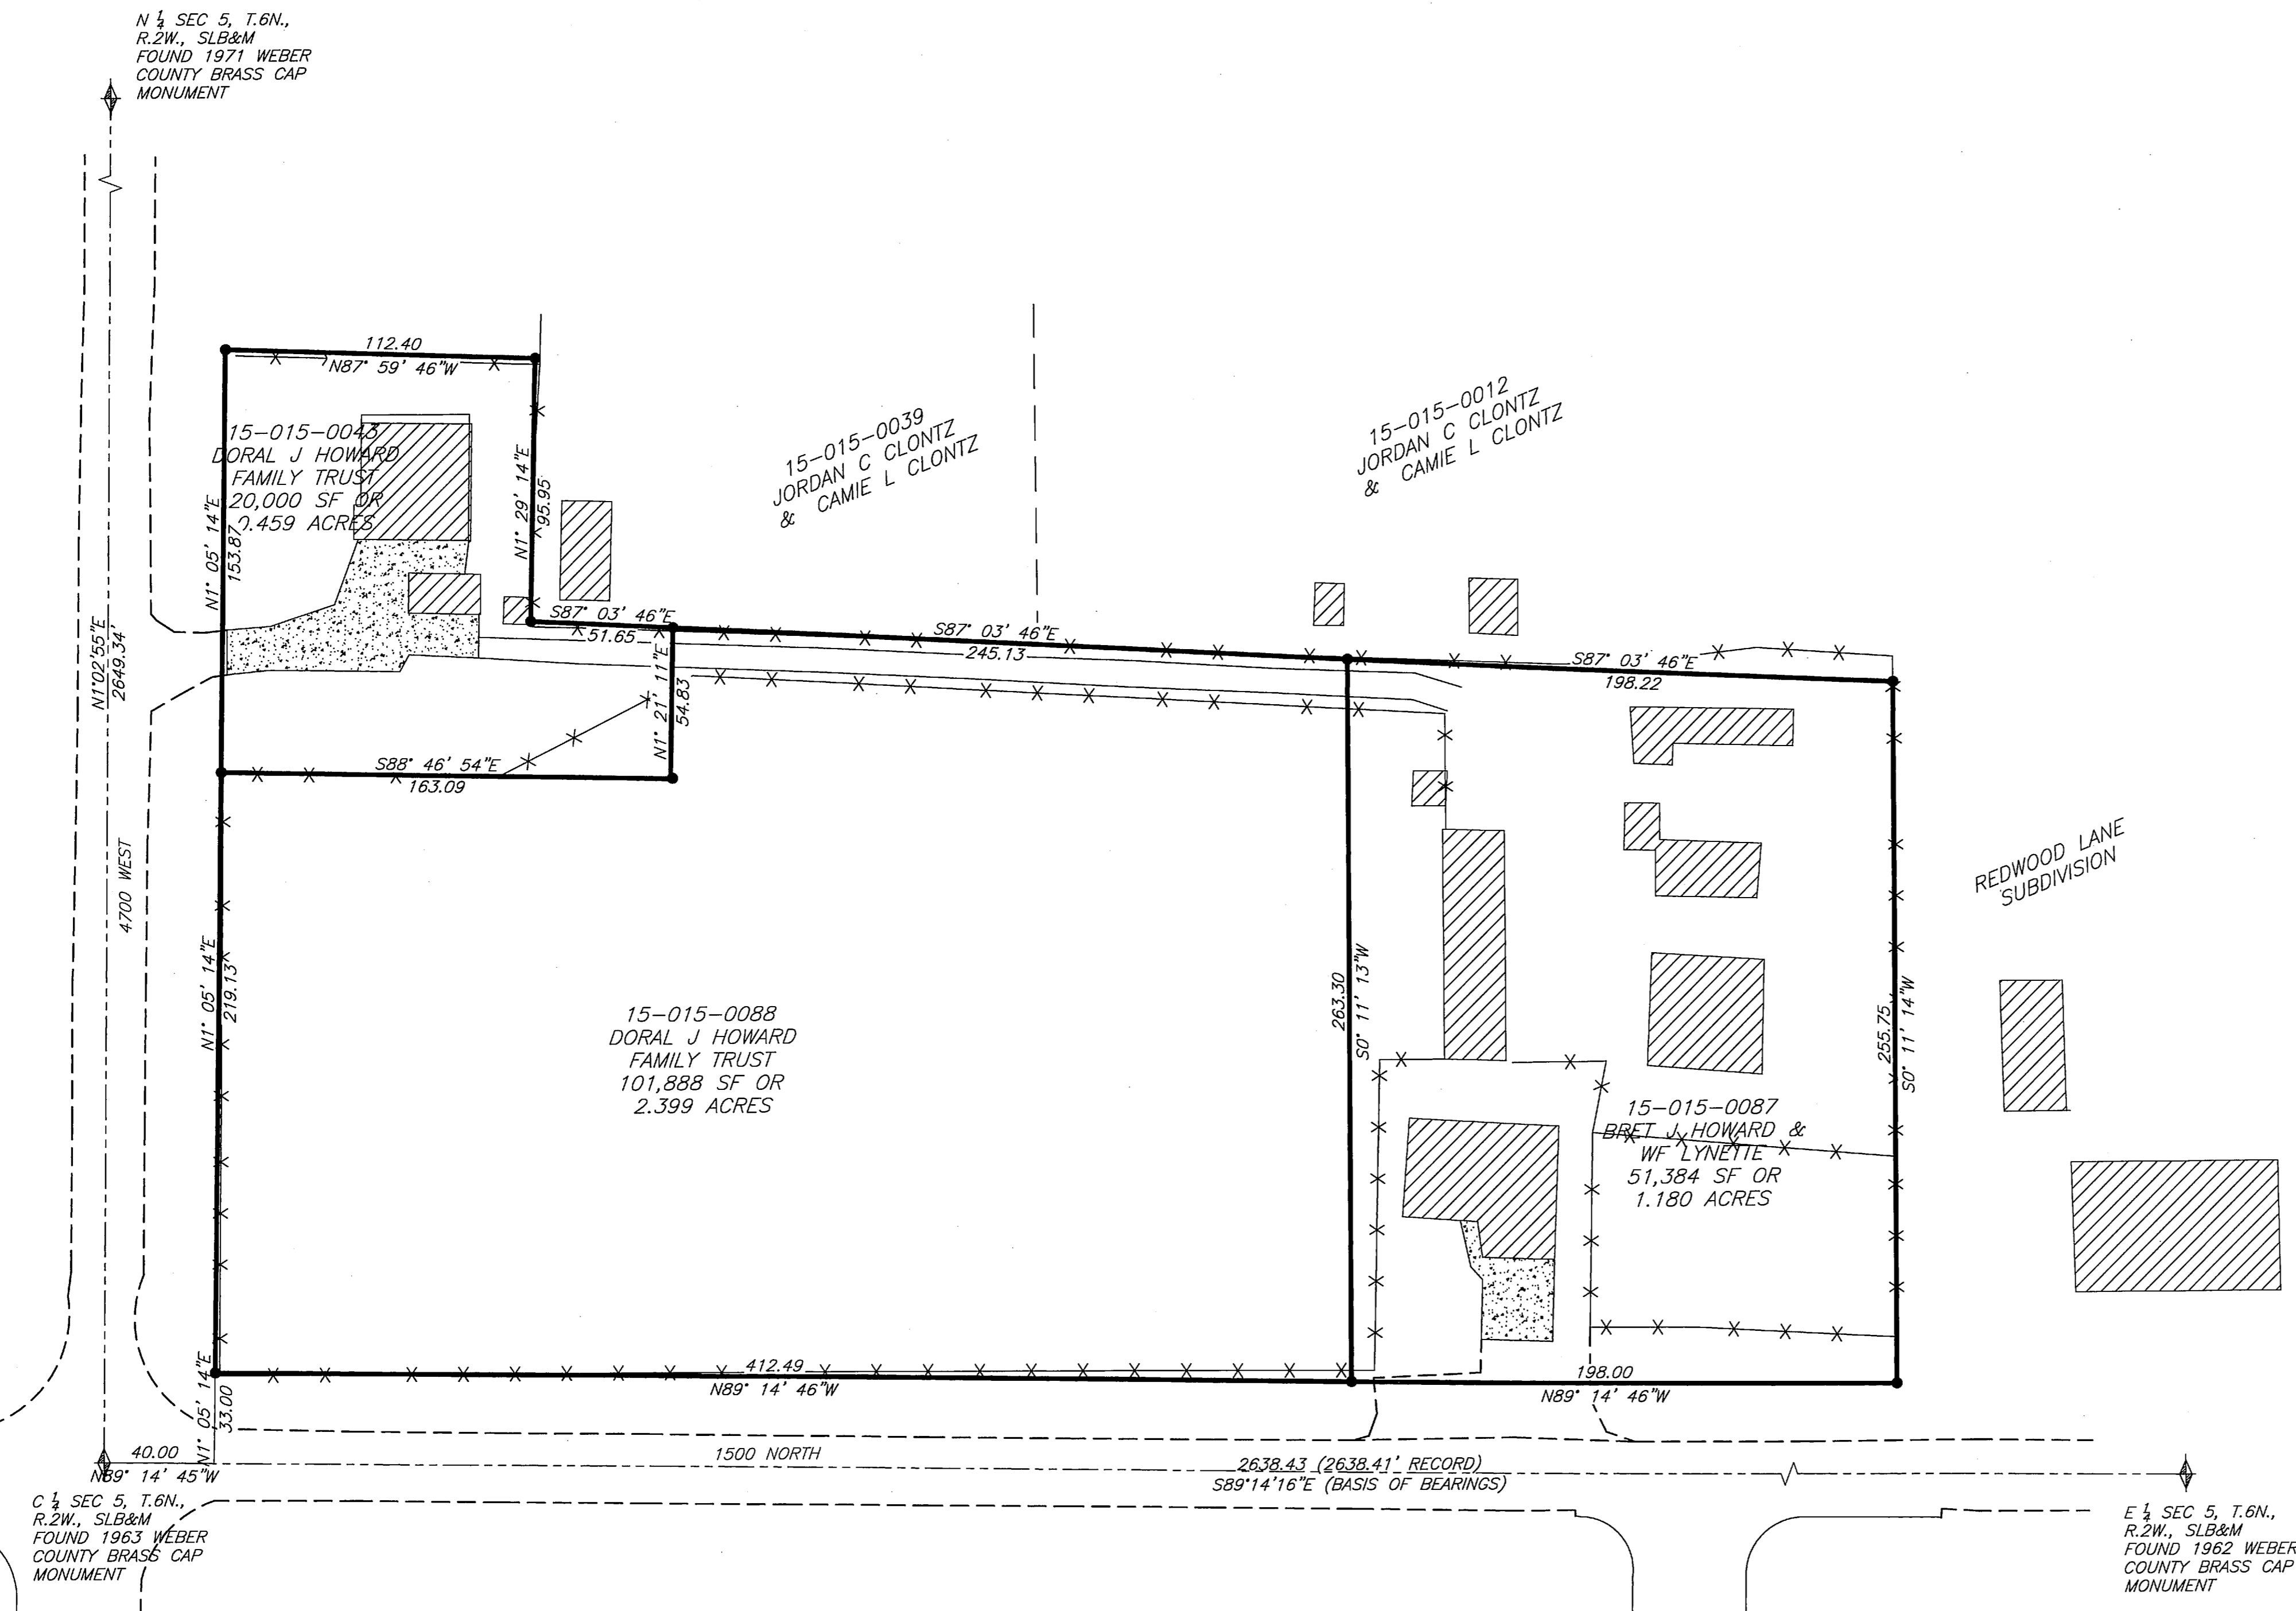 N 1/4 SEC 5, T.6N.,
R.2W., SLB&M
FOUND 1971 WEBER
COUNTY BRASS CAP
MONUMENT
112.40
N87° 59' 46"W
15-015-0043
DORAL J HOWARD
FAMILY TRUST
20,000 SF OR
0.459 ACRES
N1° 05' 14"E
153.87
N1° 29' 14"E
95.95
15-015-0039
JORDAN C CLONTZ
& CAMIE L CLONTZ
15-015-0012
JORDAN C CLONTZ
& CAMIE L CLONTZ
S87° 03' 46"E
51.65
S87° 03' 46"E
245.13
S87° 03' 46"E
198.22
N1° 21' 11"E
54.83
N1°02'55"E
2649.34'
S88° 46' 54"E
163.09
4700 WEST
N1° 05' 14"E
219.13
15-015-0088
DORAL J HOWARD
FAMILY TRUST
101,888 SF OR
2.399 ACRES
263.30
S0° 11' 13"W
REDWOOD LANE
SUBDIVISION
255.75
S0° 11' 14"W
15-015-0087
BRET J HOWARD &
WF LYNETTE
51,384 SF OR
1.180 ACRES
412.49
N89° 14' 46"W
198.00
N89° 14' 46"W
N1° 05' 14"E
33.00
40.00
N89° 14' 45"W
1500 NORTH
2638.43 (2638.41' RECORD)
S89°14'16"E (BASIS OF BEARINGS)
C 1/4 SEC 5, T.6N.,
R.2W., SLB&M
FOUND 1963 WEBER
COUNTY BRASS CAP
MONUMENT
E 1/4 SEC 5, T.6N.,
R.2W., SLB&M
FOUND 1962 WEBER
COUNTY BRASS CAP
MONUMENT